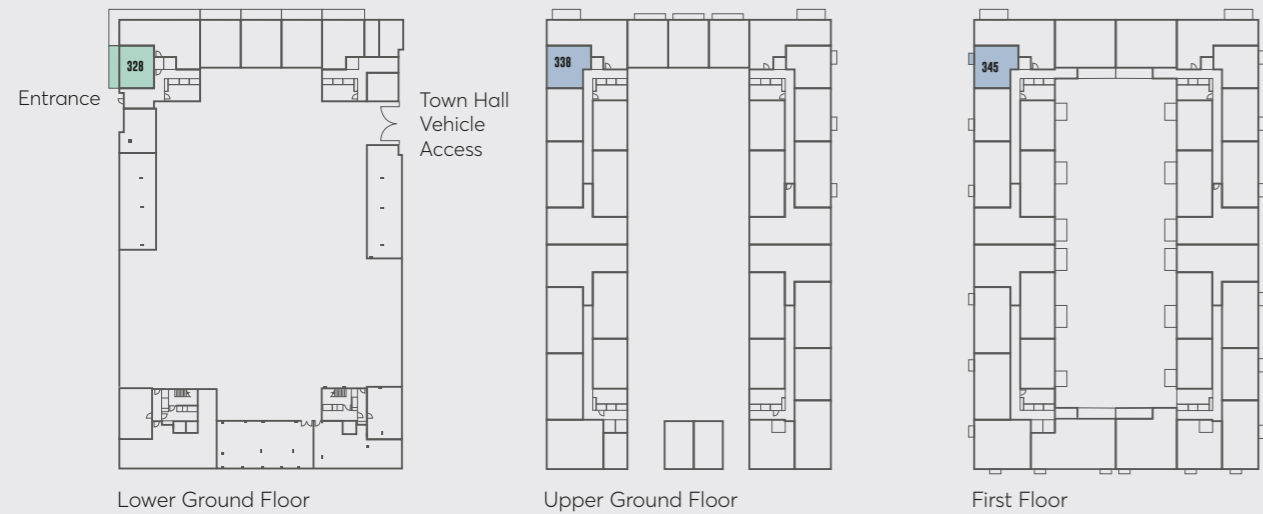 328
338
345
Entrance
Town Hall
Vehicle
Access
Lower Ground Floor
Upper Ground Floor
First Floor